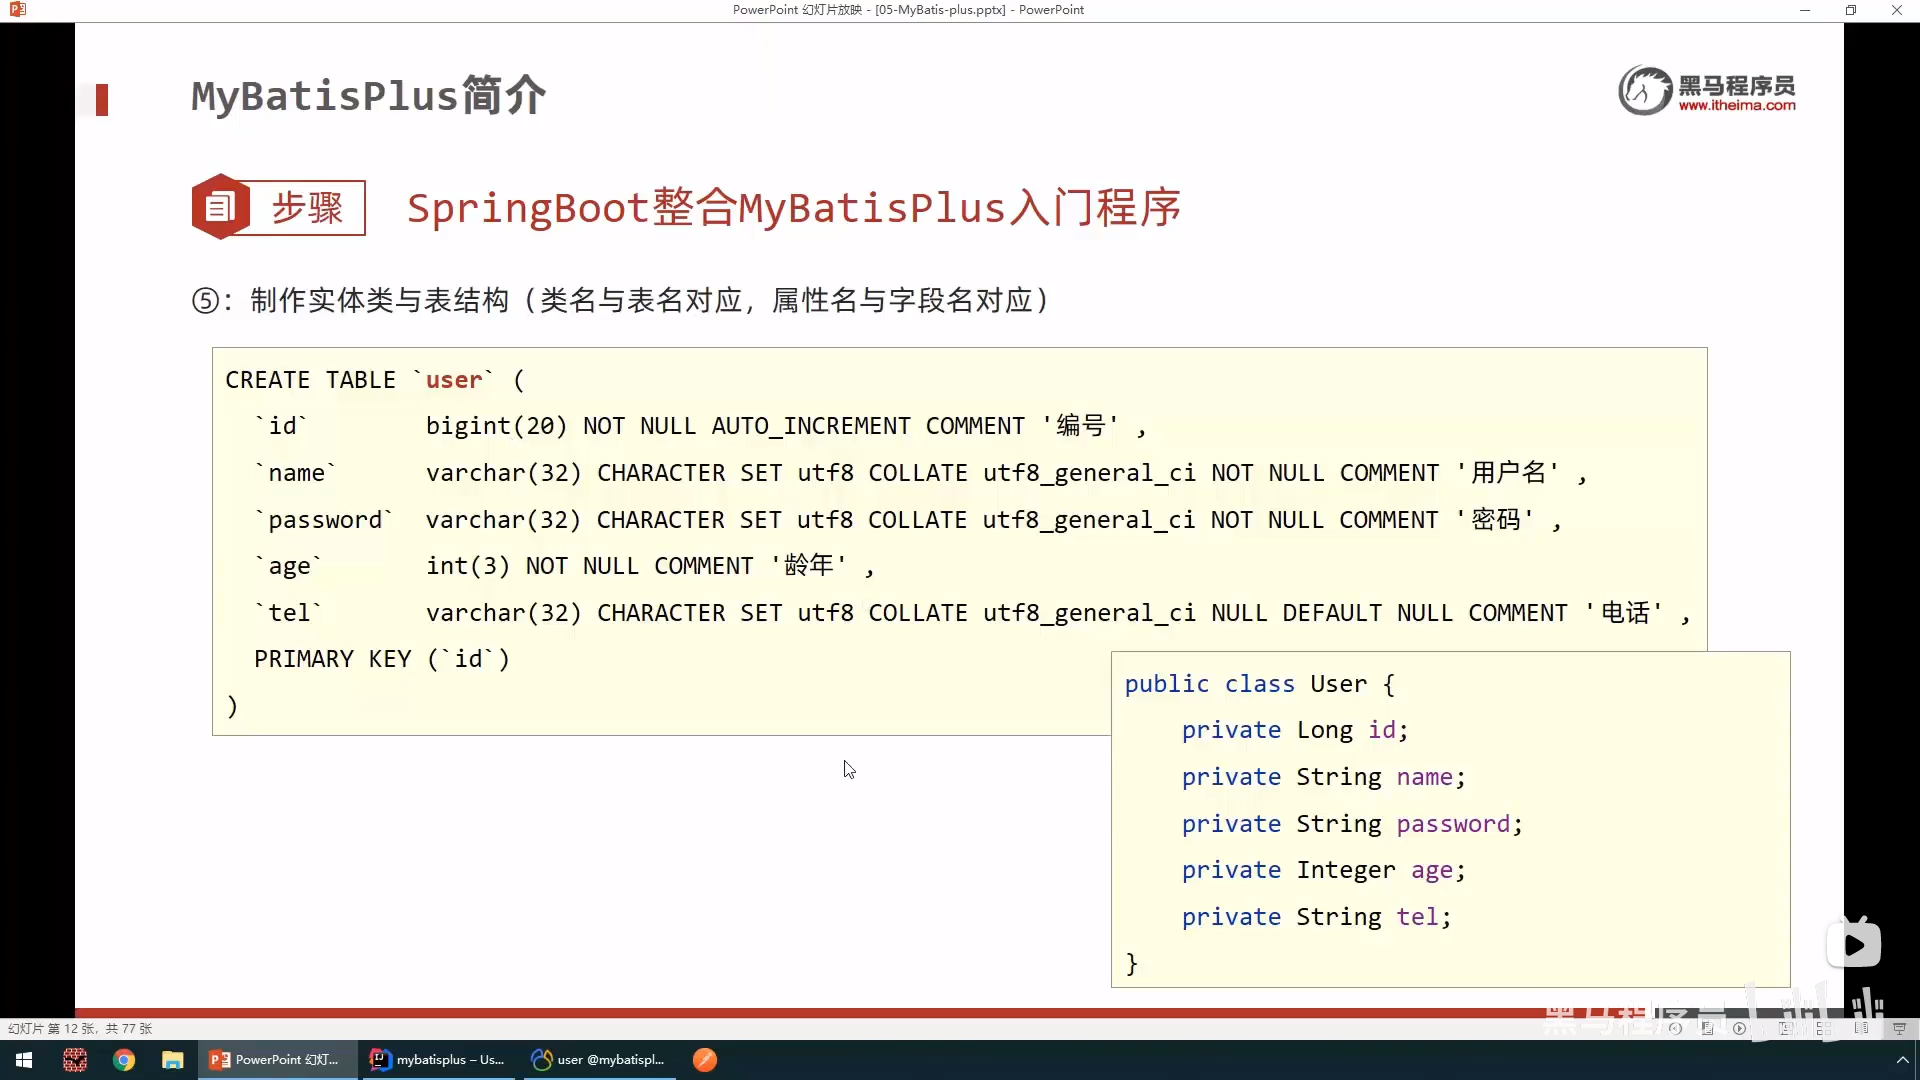 PowerPoint 幻灯片放映 - [05-MyBatis-plus.pptx] - PowerPoint
MyBatisPlus简介
黑马程序员
www.itheima.com
步骤
SpringBoot整合MyBatisPlus入门程序
⑤：制作实体类与表结构（类名与表名对应，属性名与字段名对应）
CREATE TABLE `user` (
`id` bigint(20) NOT NULL AUTO_INCREMENT COMMENT '编号' ,
`name` varchar(32) CHARACTER SET utf8 COLLATE utf8_general_ci NOT NULL COMMENT '用户名' ,
`password` varchar(32) CHARACTER SET utf8 COLLATE utf8_general_ci NOT NULL COMMENT '密码' ,
`age` int(3) NOT NULL COMMENT '龄年' ,
`tel` varchar(32) CHARACTER SET utf8 COLLATE utf8_general_ci NULL DEFAULT NULL COMMENT '电话' ,
PRIMARY KEY (`id`)
)
public class User {
private Long id;
private String name;
private String password;
private Integer age;
private String tel;
}
黑马程序员
幻灯片 第 12 张，共 77 张
PowerPoint 幻灯...
mybatisplus – Us...
user @mybatispl...